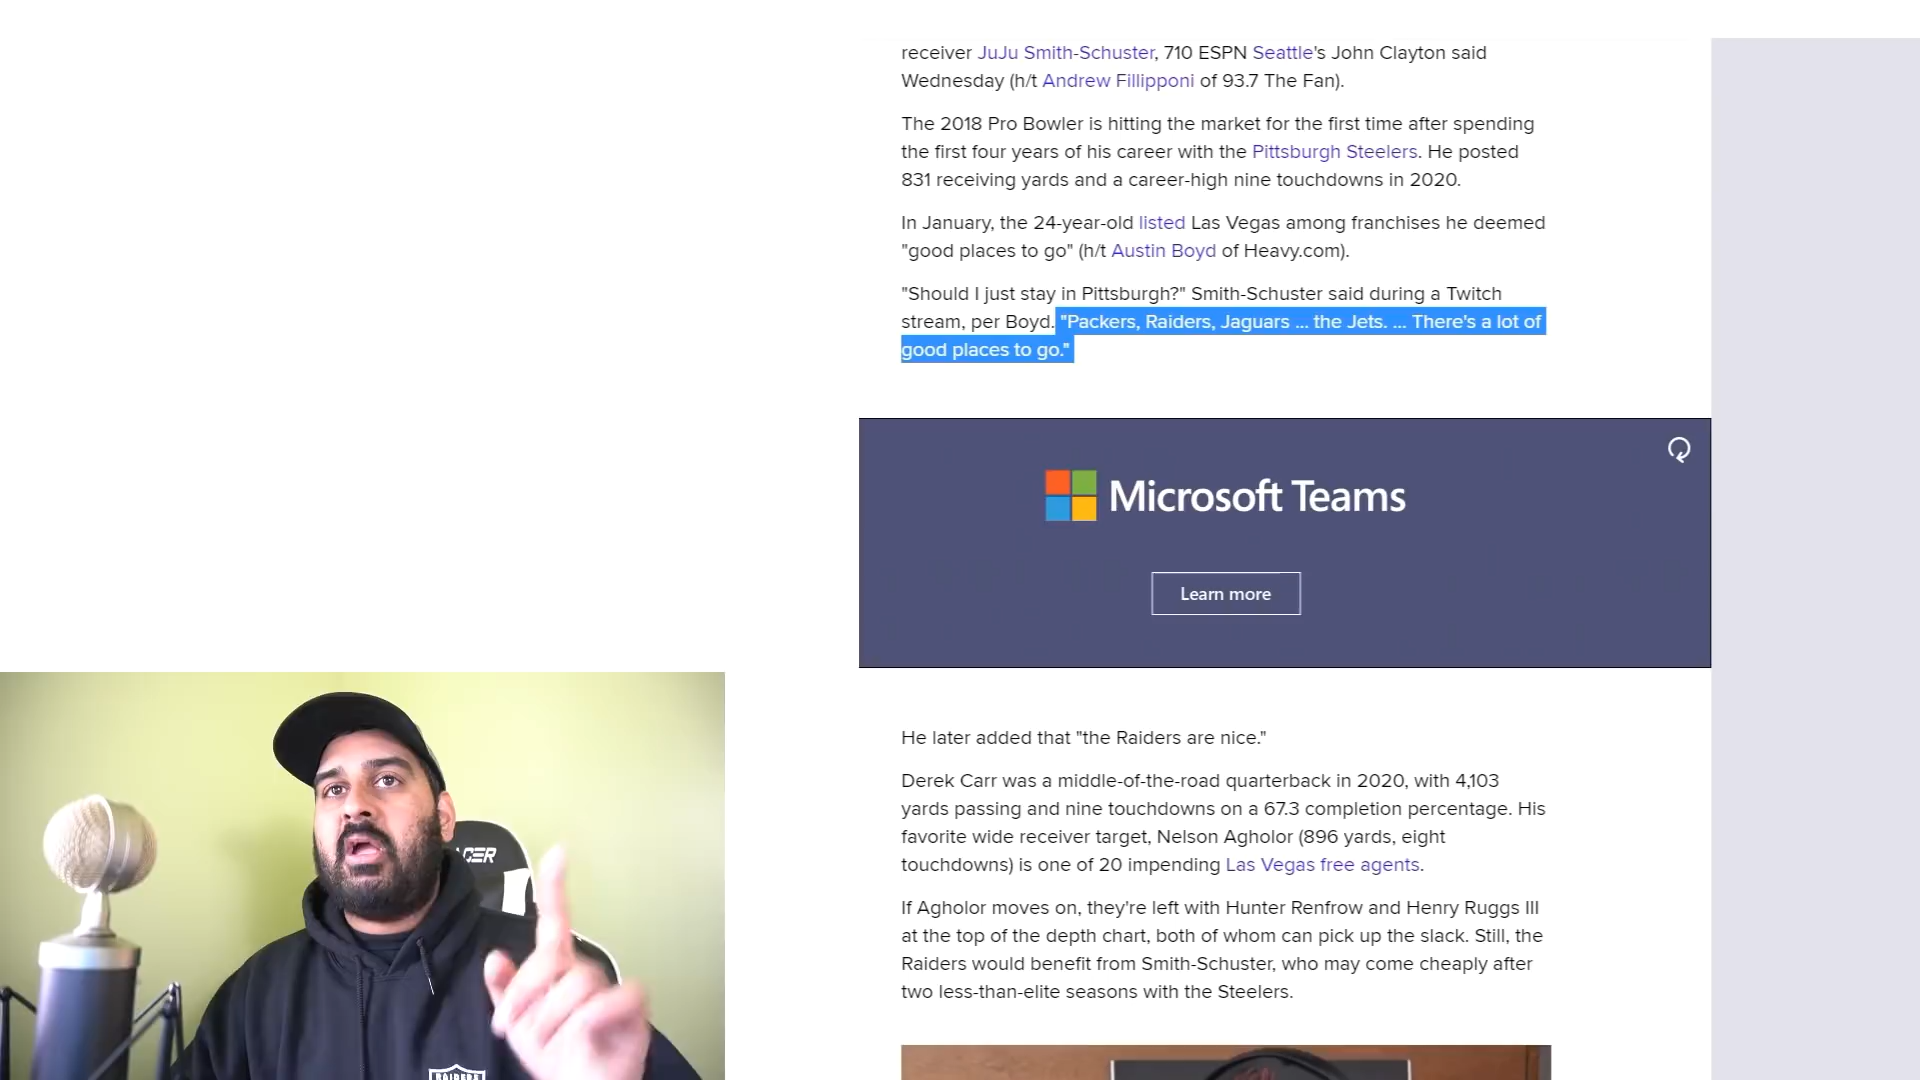 receiver JuJu Smith-Schuster, 710 ESPN Seattle's John Clayton said
Wednesday (h/t Andrew Fillipponi of 93.7 The Fan).
The 2018 Pro Bowler is hitting the market for the first time after spending
the first four years of his career with the Pittsburgh Steelers. He posted
831 receiving yards and a career-high nine touchdowns in 2020.
In January, the 24-year-old listed Las Vegas among franchises he deemed
"good places to go" (h/t Austin Boyd of Heavy.com).
"Should I just stay in Pittsburgh?" Smith-Schuster said during a Twitch
stream, per Boyd. "Packers, Raiders, Jaguars ... the Jets. ... There's a lot of
good places to go."
Microsoft Teams
Learn more
He later added that "the Raiders are nice."
Derek Carr was a middle-of-the-road quarterback in 2020, with 4,103
yards passing and nine touchdowns on a 67.3 completion percentage. His
favorite wide receiver target, Nelson Agholor (896 yards, eight
touchdowns) is one of 20 impending Las Vegas free agents.
If Agholor moves on, they're left with Hunter Renfrow and Henry Ruggs III
at the top of the depth chart, both of whom can pick up the slack. Still, the
Raiders would benefit from Smith-Schuster, who may come cheaply after
two less-than-elite seasons with the Steelers.
RAIDERS